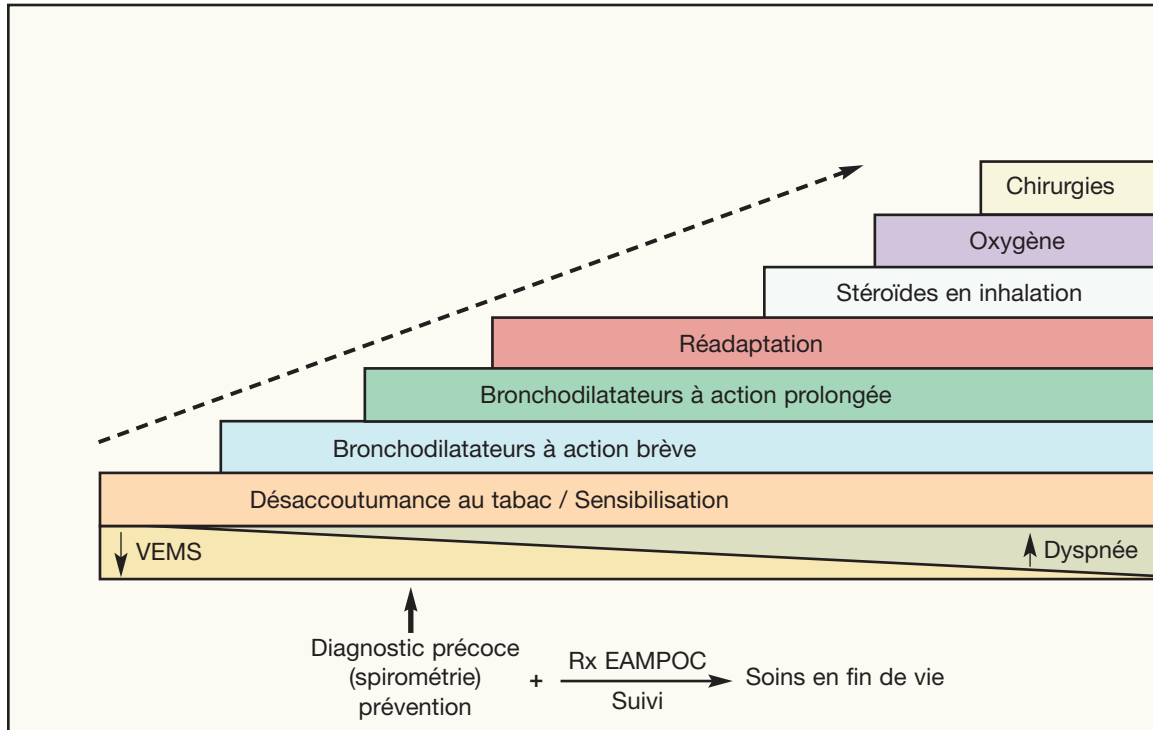 Chirurgies
Oxygène
Stéroïdes en inhalation
Réadaptation
Bronchodilatateurs à action prolongée
Bronchodilatateurs à action brève
Désaccoutumance au tabac / Sensibilisation
VEMS
Dyspnée
Diagnostic précoce
(spirométrie)
prévention
+
Rx EAMPOC
Suivi
Soins en fin de vie